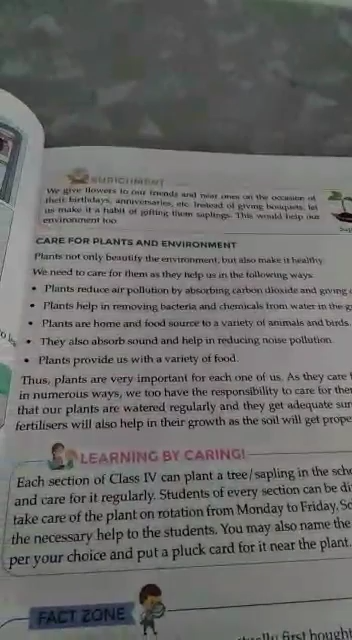 ENRICHMENT
We give flowers to our friends and near ones on the occasion of
their birthdays, anniversaries, etc. Instead of giving bouquets, let
us make it a habit of gifting them saplings. This would help our
environment too.
CARE FOR PLANTS AND ENVIRONMENT
Plants not only beautify the environment, but also make it healthy.
We need to care for them as they help us in the following ways:
• Plants reduce air pollution by absorbing carbon dioxide and giving
• Plants help in removing bacteria and chemicals from water in the
• Plants are home and food source to a variety of animals and birds.
• They also absorb sound and help in reducing noise pollution.
• Plants provide us with a variety of food.
Thus, plants are very important for each one of us. As they care
in numerous ways, we too have the responsibility to care for
that our plants are watered regularly and they get adequate
fertilisers will also help in their growth as the soil will get
LEARNING BY CARING!
Each section of Class IV can plant a tree/sapling in the
and care for it regularly. Students of every section can be
take care of the plant on rotation from Monday to Friday,
the necessary help to the students. You may also name the
per your choice and put a pluck card for it near the plant.
FACT ZONE
first